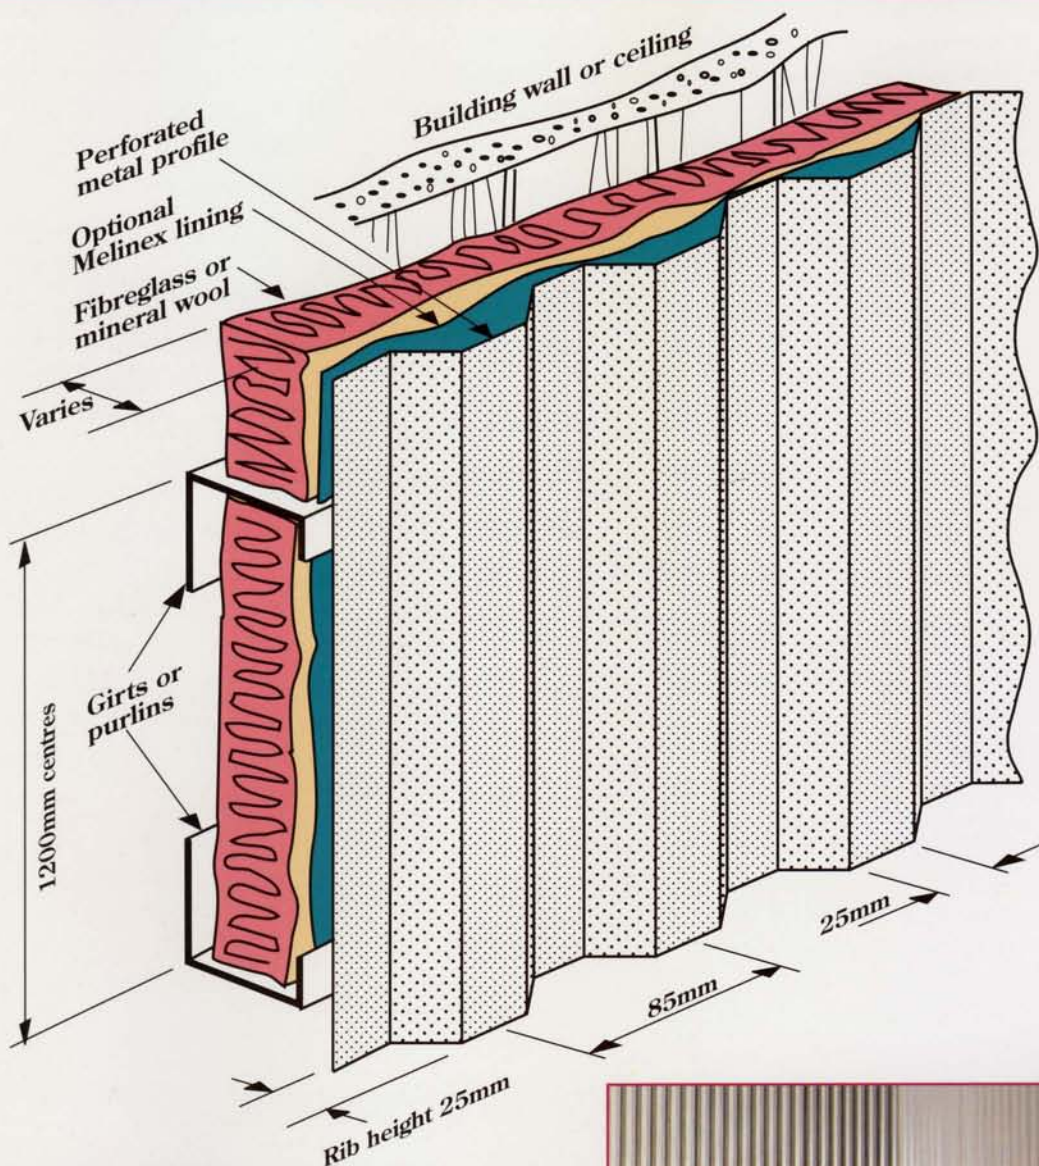 Building wall or ceiling
Perforated
metal profile
Optional
Melinex lining
Fibreglass or
mineral wool
Varies
Girts or
purlins
1200mm centres
25mm
85mm
Rib height 25mm